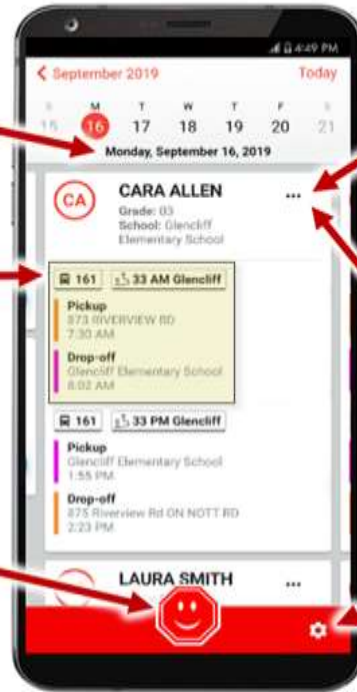 4:49 PM
September 2019 Today
S M T W T F S
15 16 17 18 19 20 21
Monday, September 16, 2019
CA
CARA ALLEN
Grade: 03
School: Glencliff
Elementary School
161 33 AM Glencliff
Pickup
873 RIVERVIEW RD
7:30 AM
Drop-off
Glencliff Elementary School
8:02 AM
161 33 PM Glencliff
Pickup
Glencliff Elementary School
1:55 PM
Drop-off
875 Riverview Rd ON NOTT RD
2:23 PM
LAURA SMITH